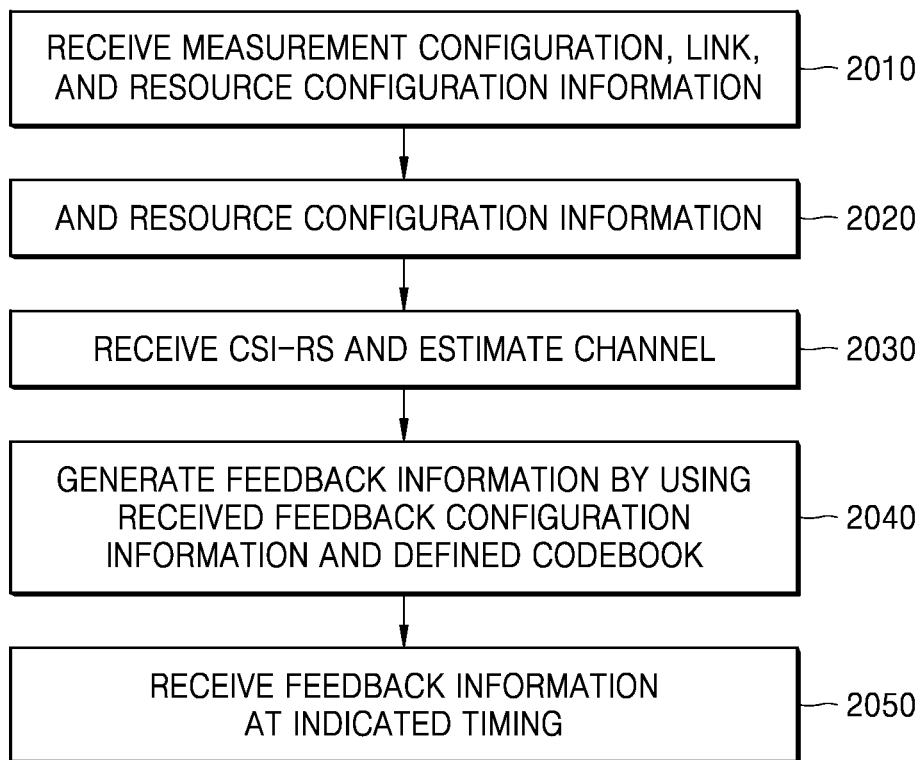 RECEIVE MEASUREMENT CONFIGURATION, LINK,
AND RESOURCE CONFIGURATION INFORMATION
2010
AND RESOURCE CONFIGURATION INFORMATION
2020
RECEIVE CSI-RS AND ESTIMATE CHANNEL
2030
GENERATE FEEDBACK INFORMATION BY USING
RECEIVED FEEDBACK CONFIGURATION
INFORMATION AND DEFINED CODEBOOK
2040
RECEIVE FEEDBACK INFORMATION
AT INDICATED TIMING
2050